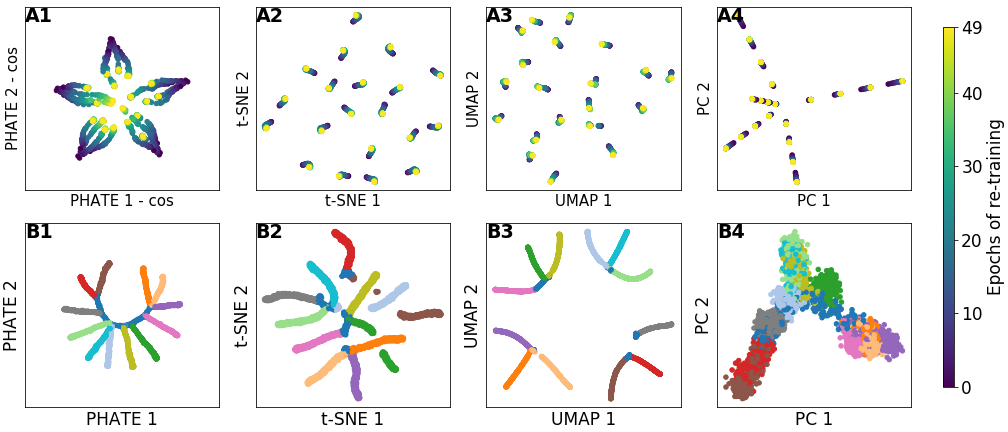 A1 A2 A3 A4
PHATE 2 - cos
t-SNE 2
UMAP 2
PC 2
PHATE 1 - cos
t-SNE 1
UMAP 1
PC 1
B1 B2 B3 B4
PHATE 2
t-SNE 2
UMAP 2
PC 2
PHATE 1
t-SNE 1
UMAP 1
PC 1
49
40
30
20
10
0
Epochs of re-training